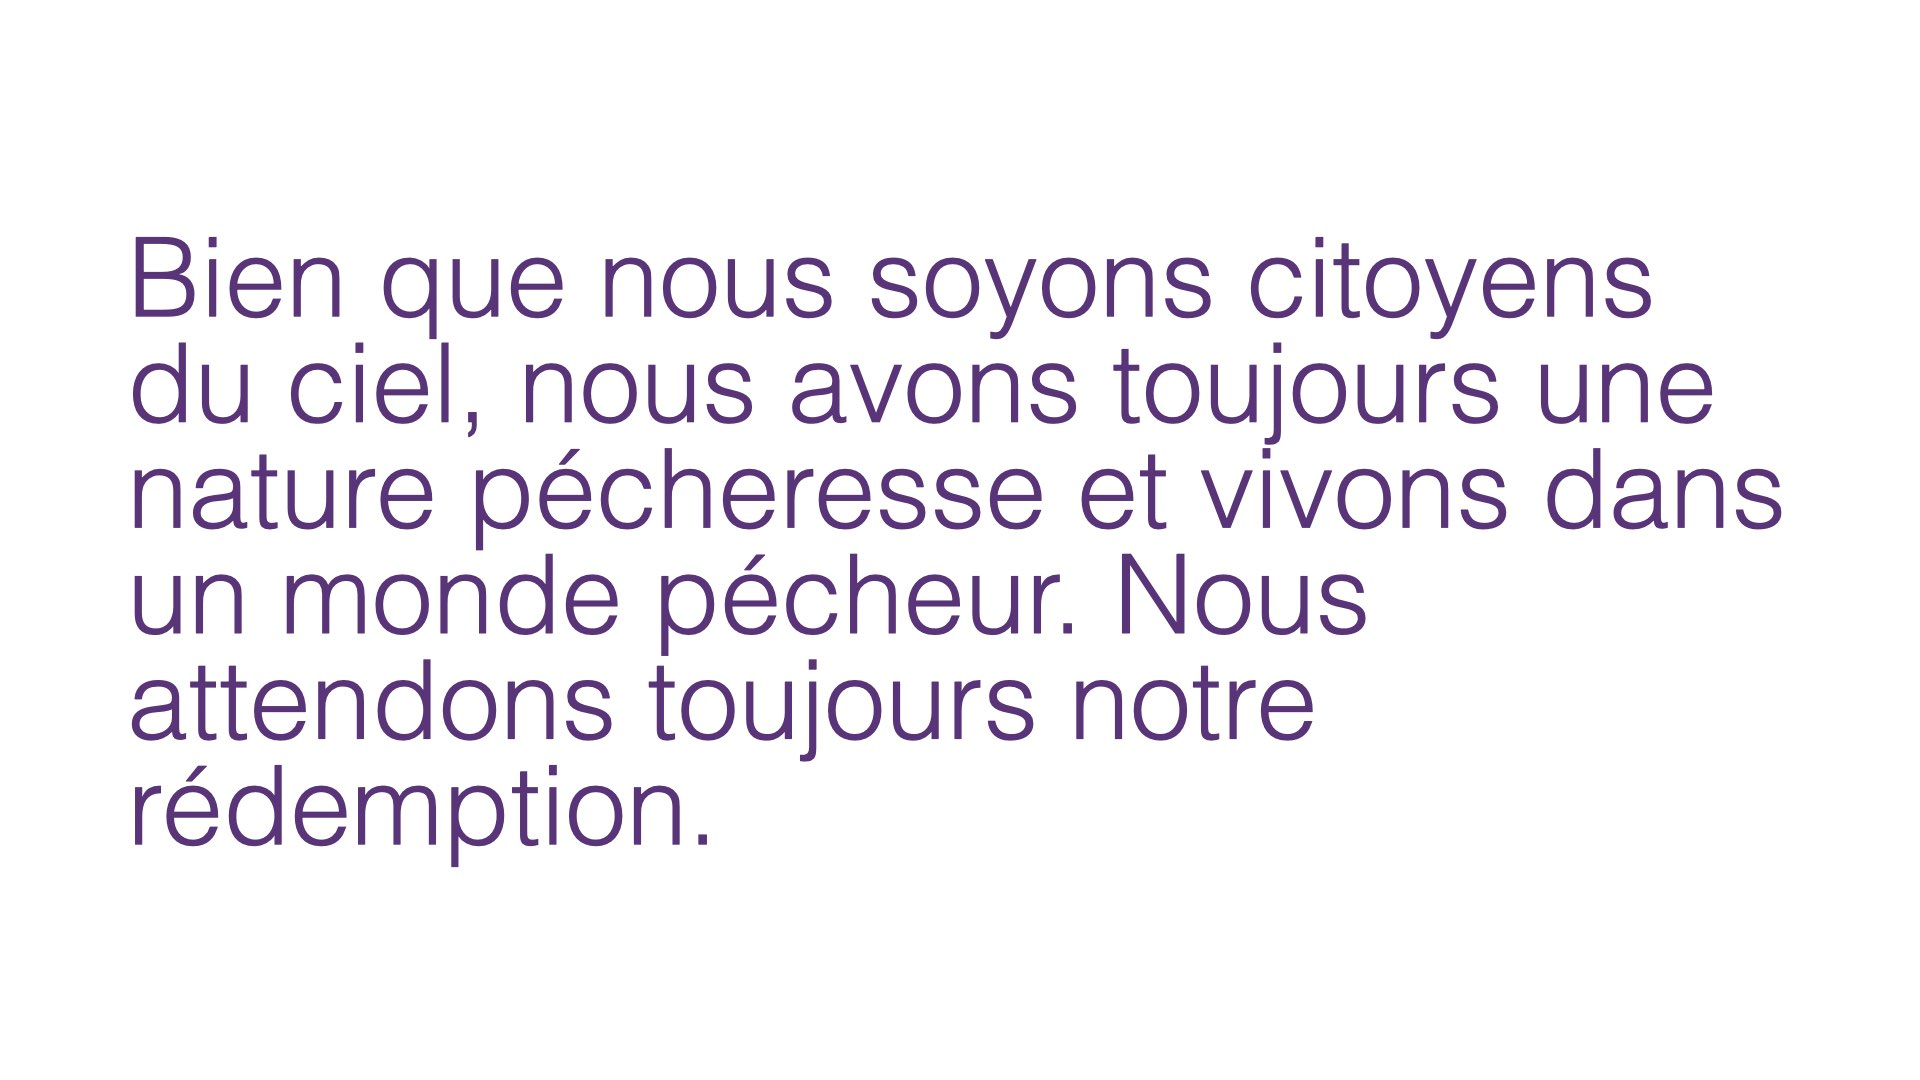 Bien que nous soyons citoyens
du ciel, nous avons toujours une
nature pécheresse et vivons dans
un monde pécheur. Nous
attendons toujours notre
rédemption.